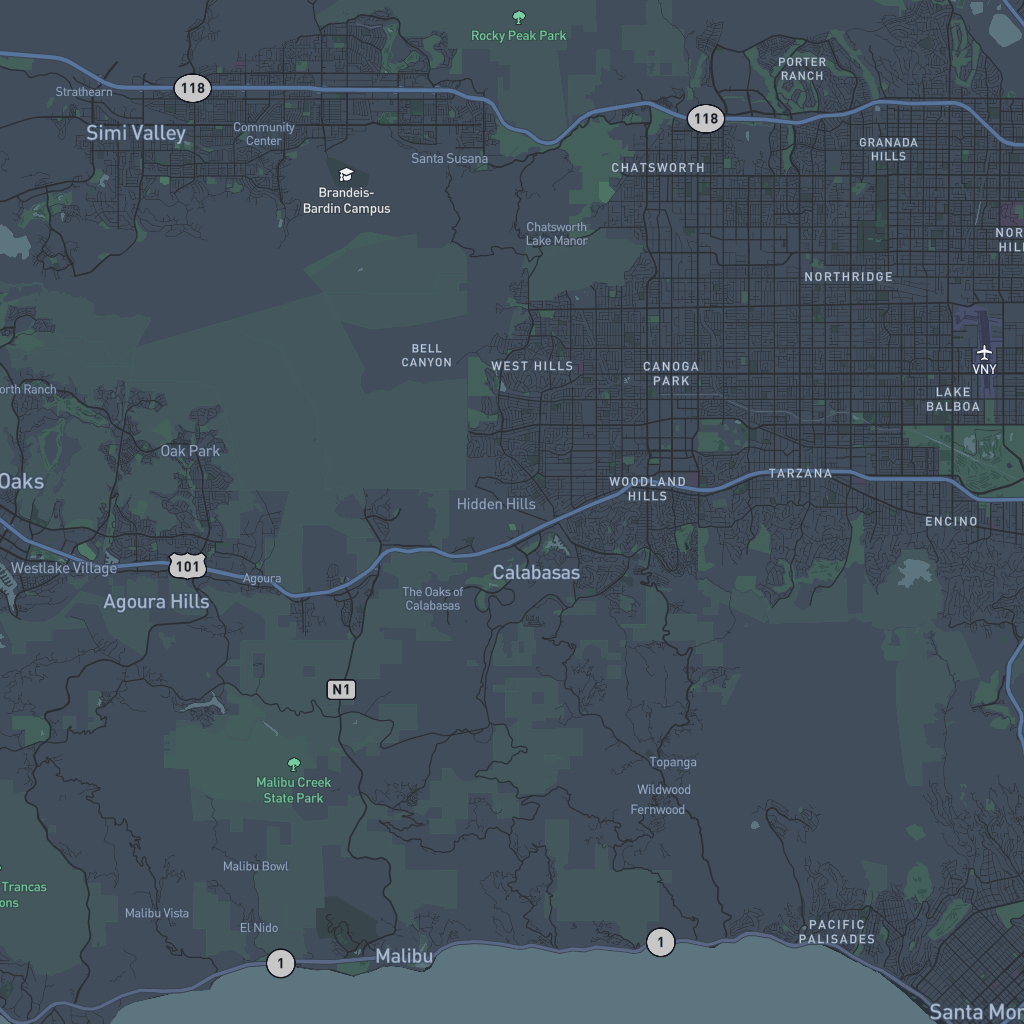 Rocky Peak Park
PORTER
RANCH
Strathearn
118
118
Simi Valley
Community
Center
GRANADA
HILLS
Santa Susana
CHATSWORTH
Brandeis-
Bardin Campus
Chatsworth
Lake Manor
NOR
HIL
NORTHRIDGE
BELL
CANYON
WEST HILLS
CANOGA
PARK
VNY
orth Ranch
LAKE
BALBOA
Oak Park
Oaks
WOODLAND
HILLS
TARZANA
Hidden Hills
ENCINO
Westlake Village
101
Agoura
Calabasas
Agoura Hills
The Oaks of
Calabasas
N1
Topanga
Malibu Creek
State Park
Wildwood
Fernwood
Malibu Bowl
Trancas
ons
Malibu Vista
El Nido
PACIFIC
PALISADES
Malibu
1
1
Santa Mon